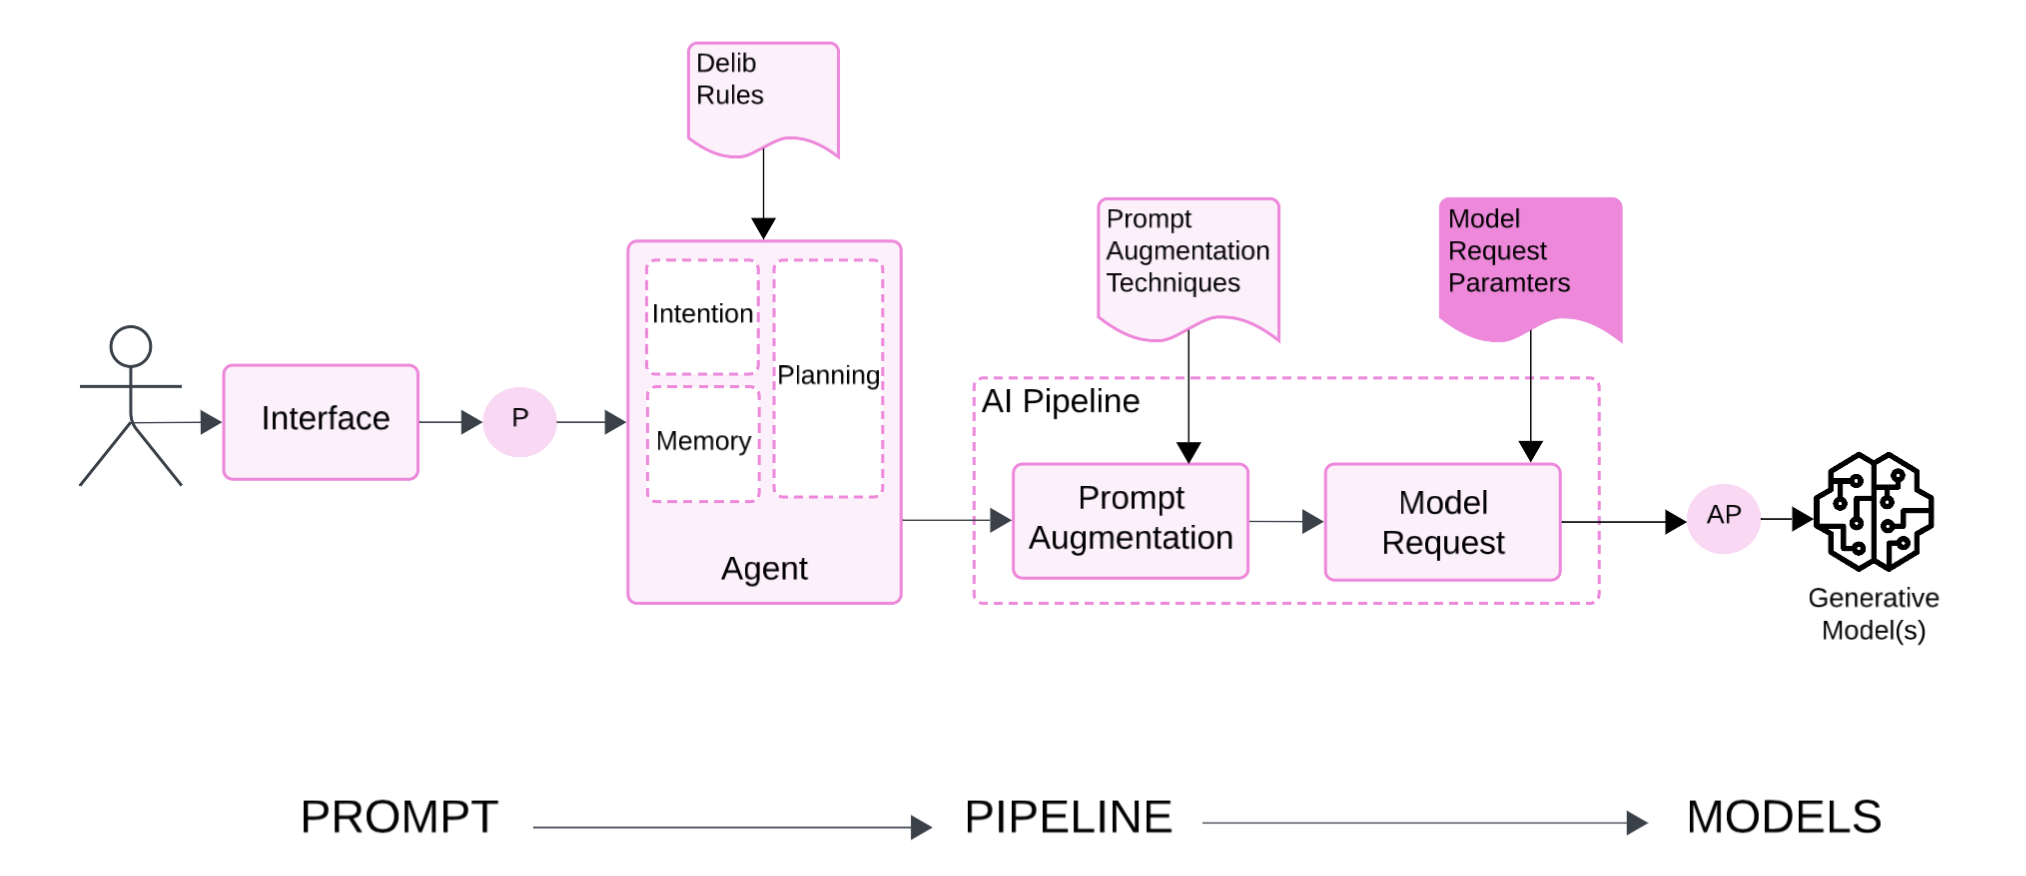 Delib
Rules
Prompt
Augmentation
Techniques
Model
Request
Paramters
Intention
Planning
Memory
Agent
Interface
P
AI Pipeline
Prompt
Augmentation
Model
Request
AP
Generative
Model(s)
PROMPT
PIPELINE
MODELS